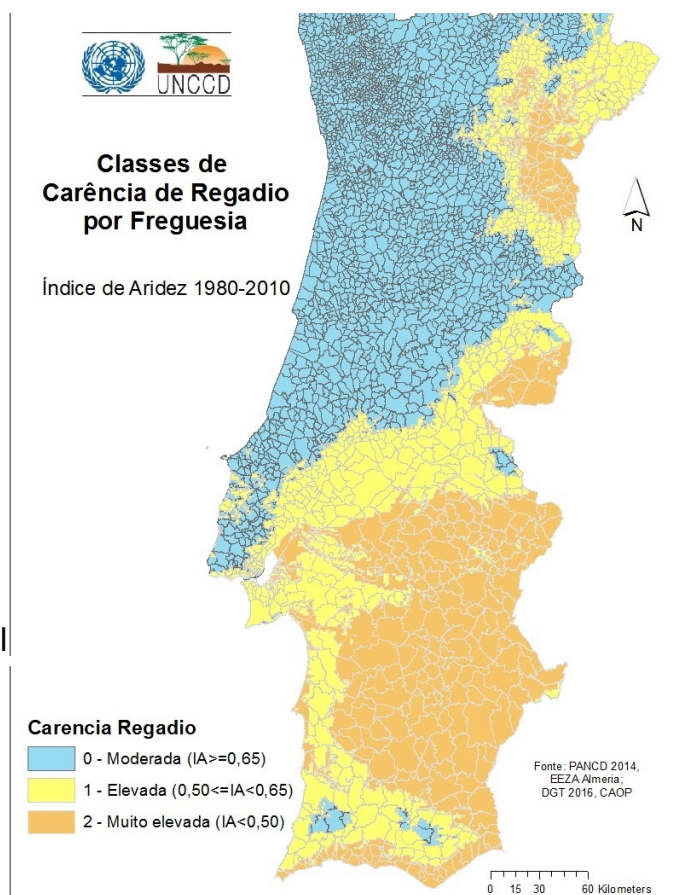 UNCCD
Classes de
Carência de Regadio
por Freguesia
Índice de Aridez 1980-2010
N
l
Carencia Regadio
0 - Moderada (IA>=0,65)
1 - Elevada (0,50<=IA<0,65)
2 - Muito elevada (IA<0,50)
Fonte: PANCD 2014,
EEZA Almeria;
DGT 2016, CAOP
0 15 30 60 Kilometers